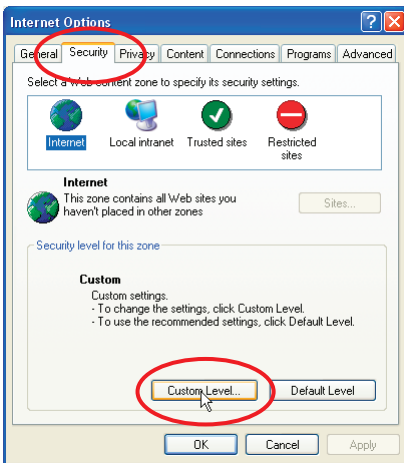 Internet Options
General Security Privacy Content Connections Programs Advanced
Select a Web content zone to specify its security settings.
Internet Local intranet Trusted sites Restricted
sites
Internet
This zone contains all Web sites you
haven't placed in other zones
Sites...
Security level for this zone
Custom
Custom settings.
- To change the settings, click Custom Level.
- To use the recommended settings, click Default Level.
Custom Level... Default Level
OK Cancel Apply